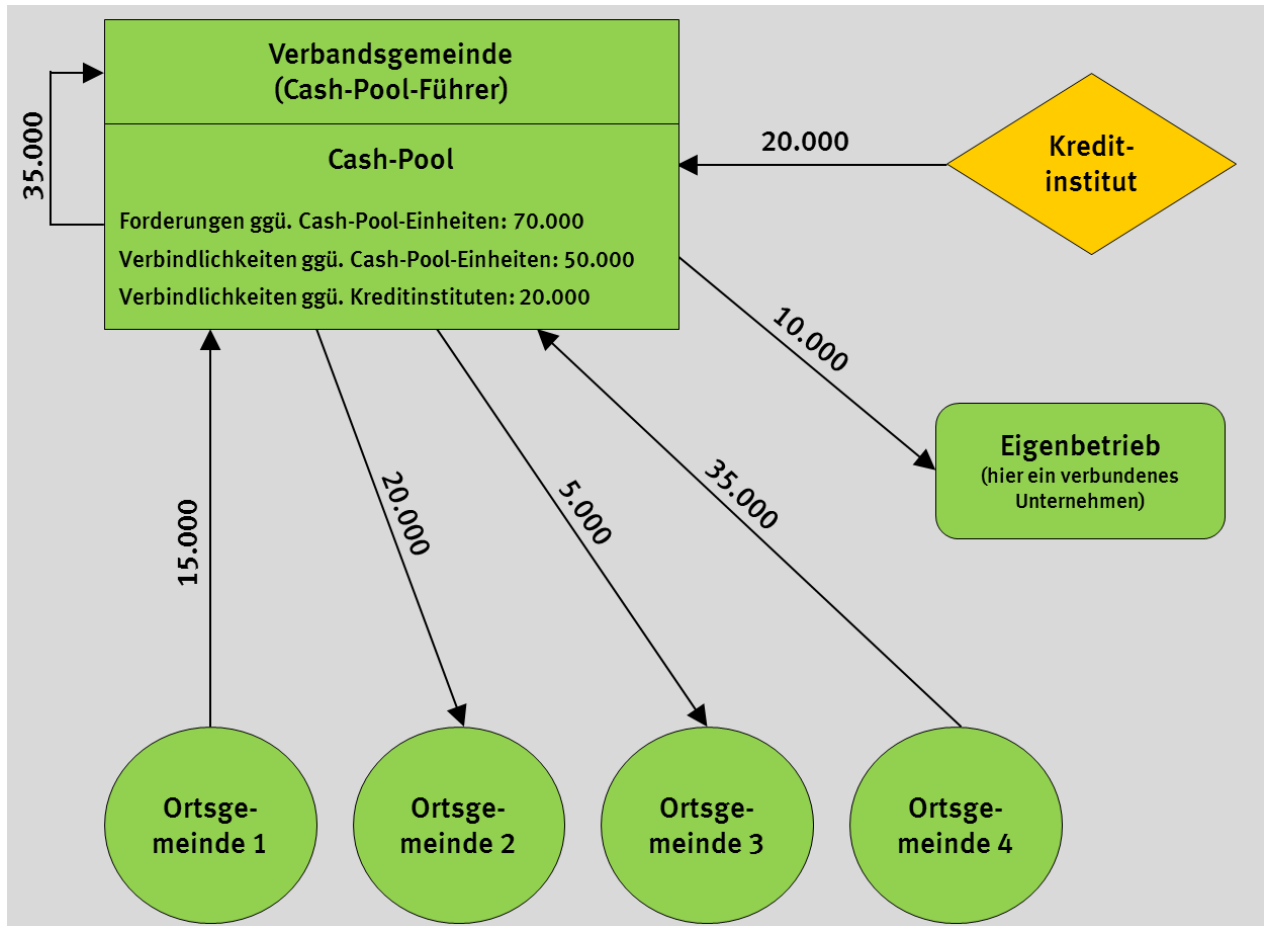 Verbandsgemeinde
(Cash-Pool-Führer)
35.000
Cash-Pool
Forderungen ggü. Cash-Pool-Einheiten: 70.000
Verbindlichkeiten ggü. Cash-Pool-Einheiten: 50.000
Verbindlichkeiten ggü. Kreditinstituten: 20.000
20.000
Kredit-
institut
10.000
Eigenbetrieb
(hier ein verbundenes
Unternehmen)
15.000
20.000
5.000
35.000
Ortsge-
meinde 1
Ortsge-
meinde 2
Ortsge-
meinde 3
Ortsge-
meinde 4